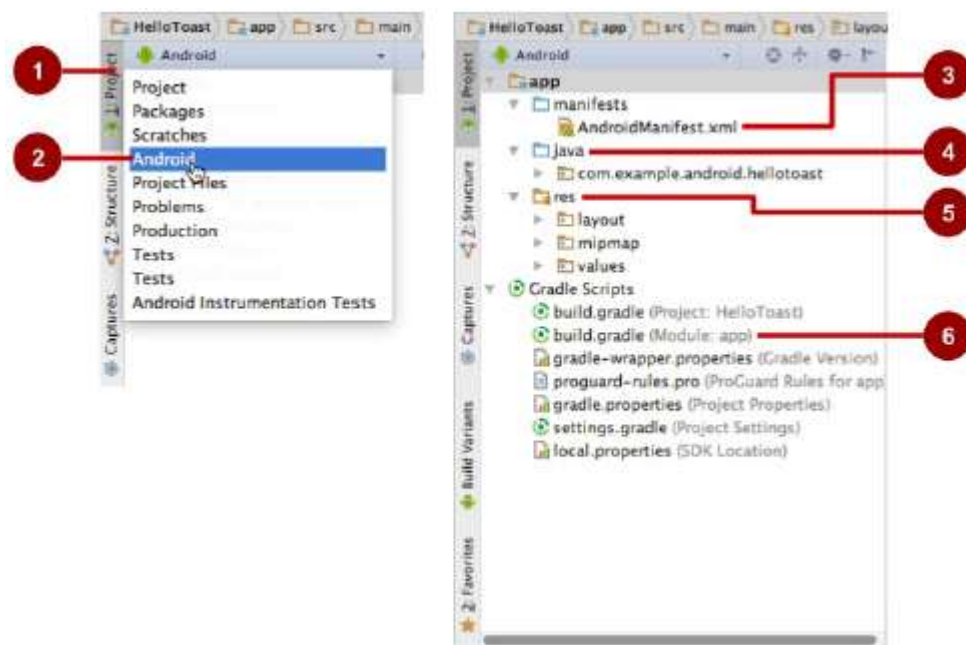 HelloToast app src main
Android
1
1: Project
Project
Packages
Scratches
2
Android
Project Files
Problems
Production
Tests
Tests
Android Instrumentation Tests
Z: Structure
Captures
HelloToast app src main res layou
Android
1: Project
app
manifests
AndroidManifest.xml
3
java
4
com.example.android.hellotoast
res
5
layout
mipmap
values
Gradle Scripts
build.gradle (Project: HelloToast)
build.gradle (Module: app)
6
gradle-wrapper.properties (Gradle Version)
proguard-rules.pro (ProGuard Rules for app
gradle.properties (Project Properties)
settings.gradle (Project Settings)
local.properties (SDK Location)
Z: Structure
Captures
Build Variants
2: Favorites